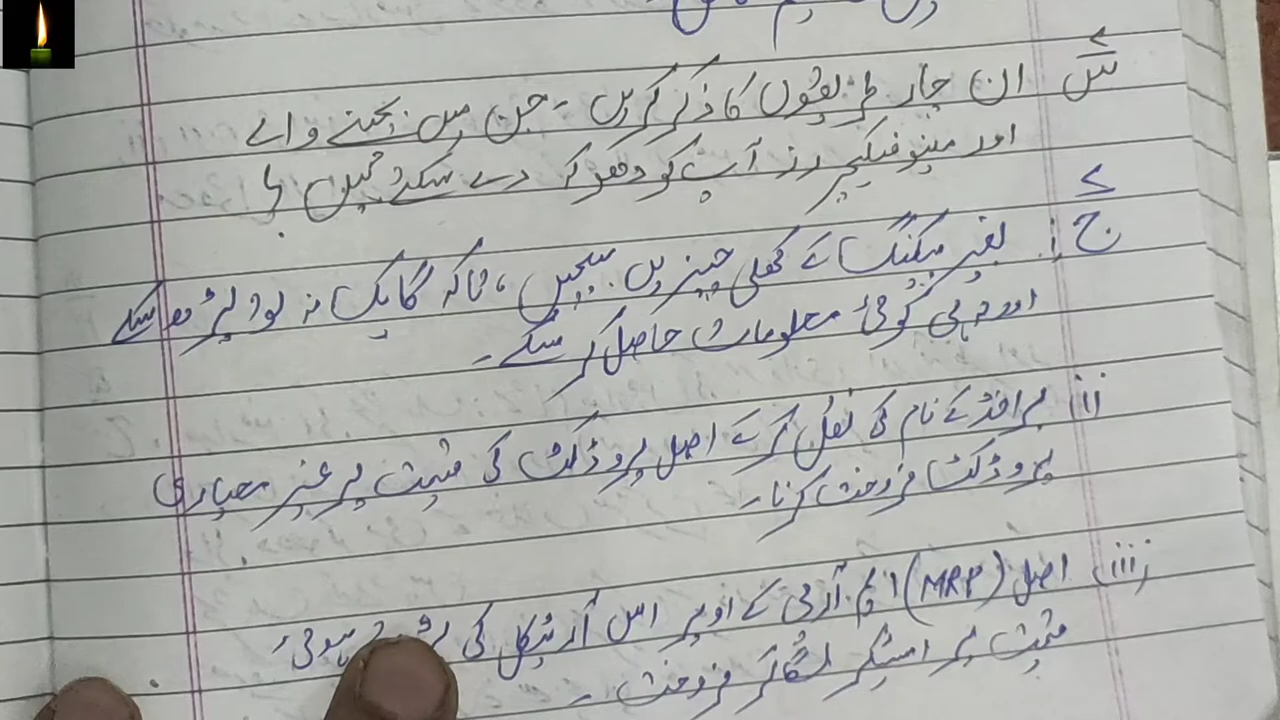 س ان چار طریقوں کا ذکر کریں۔ جن میں بیچنے والے
اور مینوفیکچررز آپ کو دھوکہ دے سکتے ہیں؟
ج i. بغیر پیکنگ کے کھلی چیزیں بیچیں، تاکہ گاہک نہ تو پڑھ سکے
اور نہ ہی کوئی معلومات حاصل کر سکے۔
ii) برانڈ کے نام کی نقل کر کے اصل پروڈکٹ کی قیمت پر غیر معیاری
پروڈکٹ فروخت کرنا۔
iii) اصل (MRP) ایم آر پی کے اوپر اس آرٹیکل کی ہوئی
قیمت پر اسٹیکر لگا کر فروخت۔